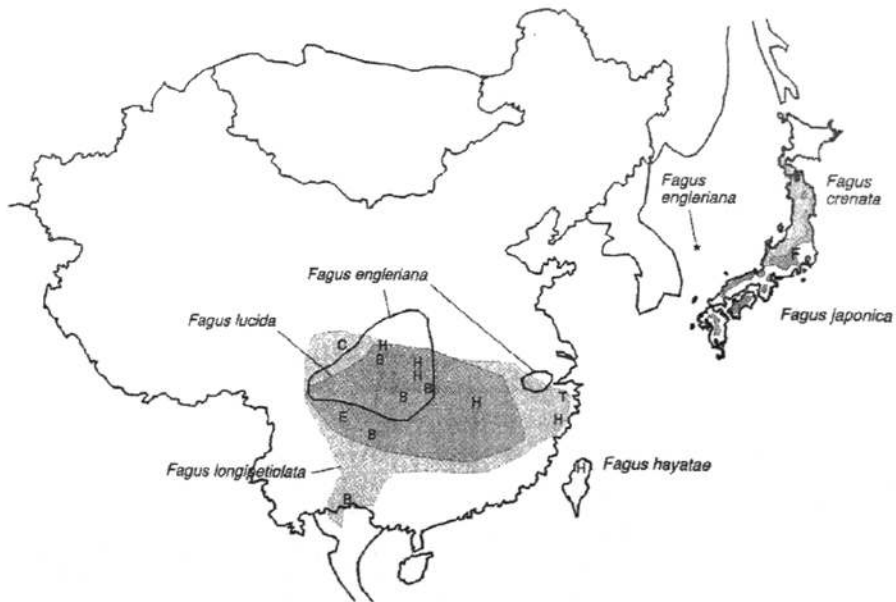 Fagus
engleriana
Fagus
crenata
Fagus engleriana
Fagus lucida
Fagus japonica
C
H
B
H
H
B
B
H
T
H
E
B
Fagus longipetiolata
H
Fagus hayatae
B
F